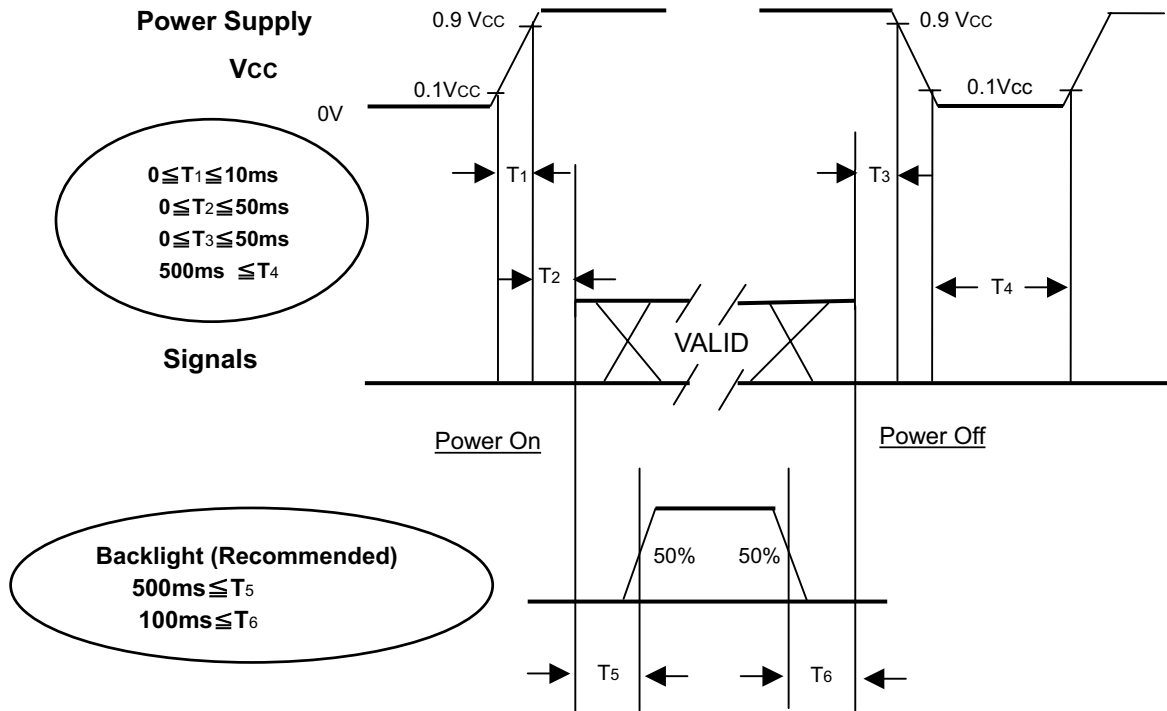 Power Supply
VCC
0.9 VCC
0.9 VCC
0.1VCC
0.1Vcc
0V
0≦T1≦10ms
0≦T2≦50ms
0≦T3≦50ms
500ms ≦T4
T1
T3
T2
T4
Signals
VALID
Power On
Power Off
Backlight (Recommended)
500ms≦T5
100ms≦T6
50%
50%
T5
T6